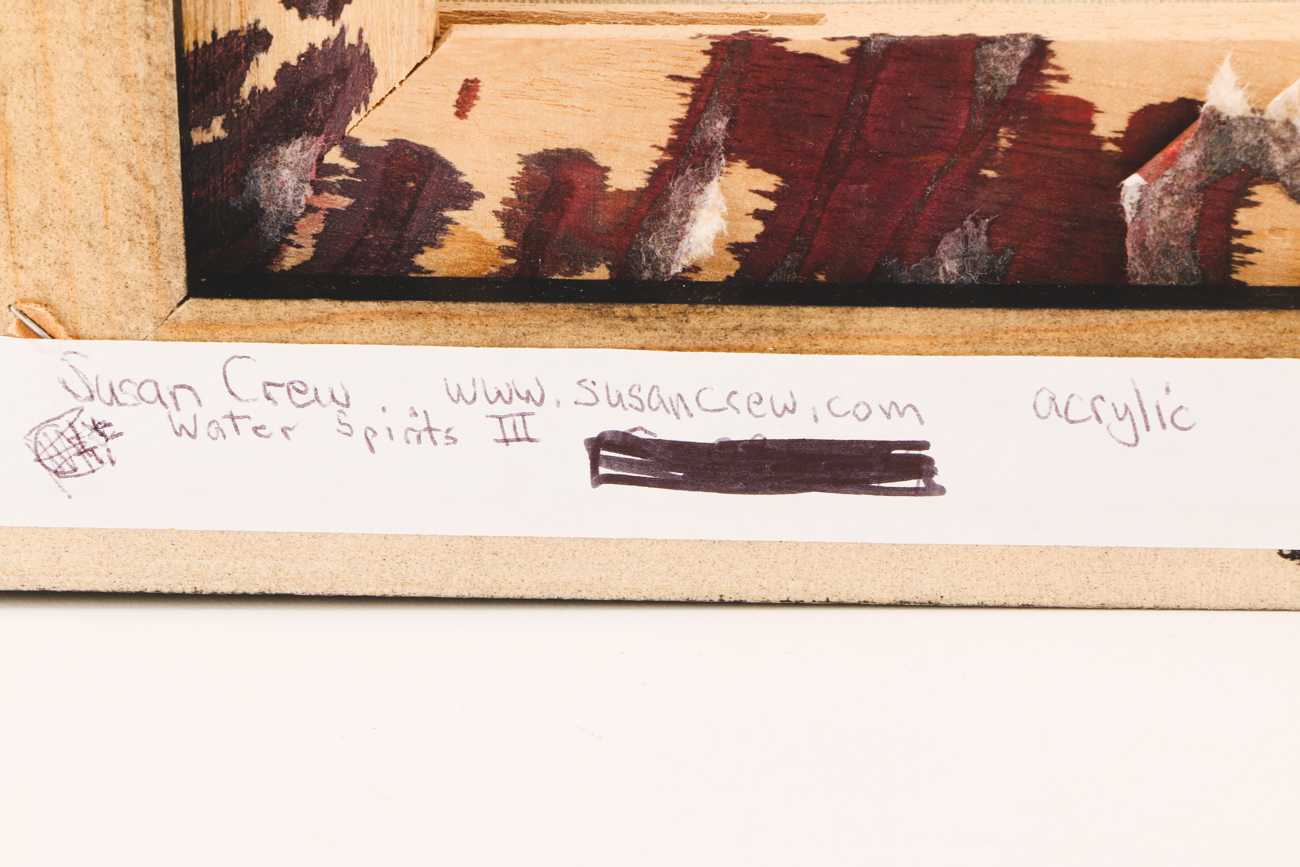 Susan Crew www.susancrew.com acrylic
Water Spirits III